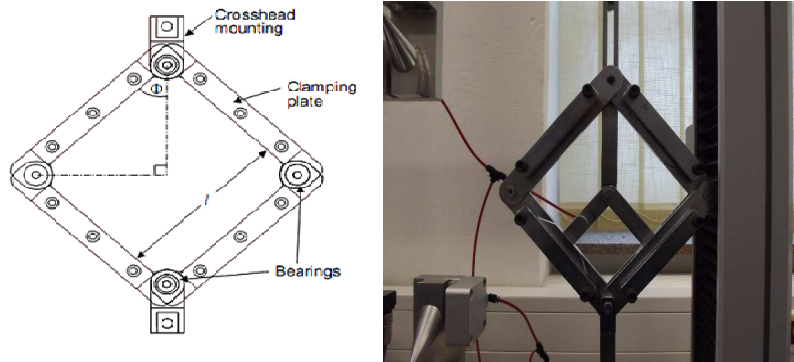 Crosshead
mounting
Φ
Clamping
plate
l
Bearings